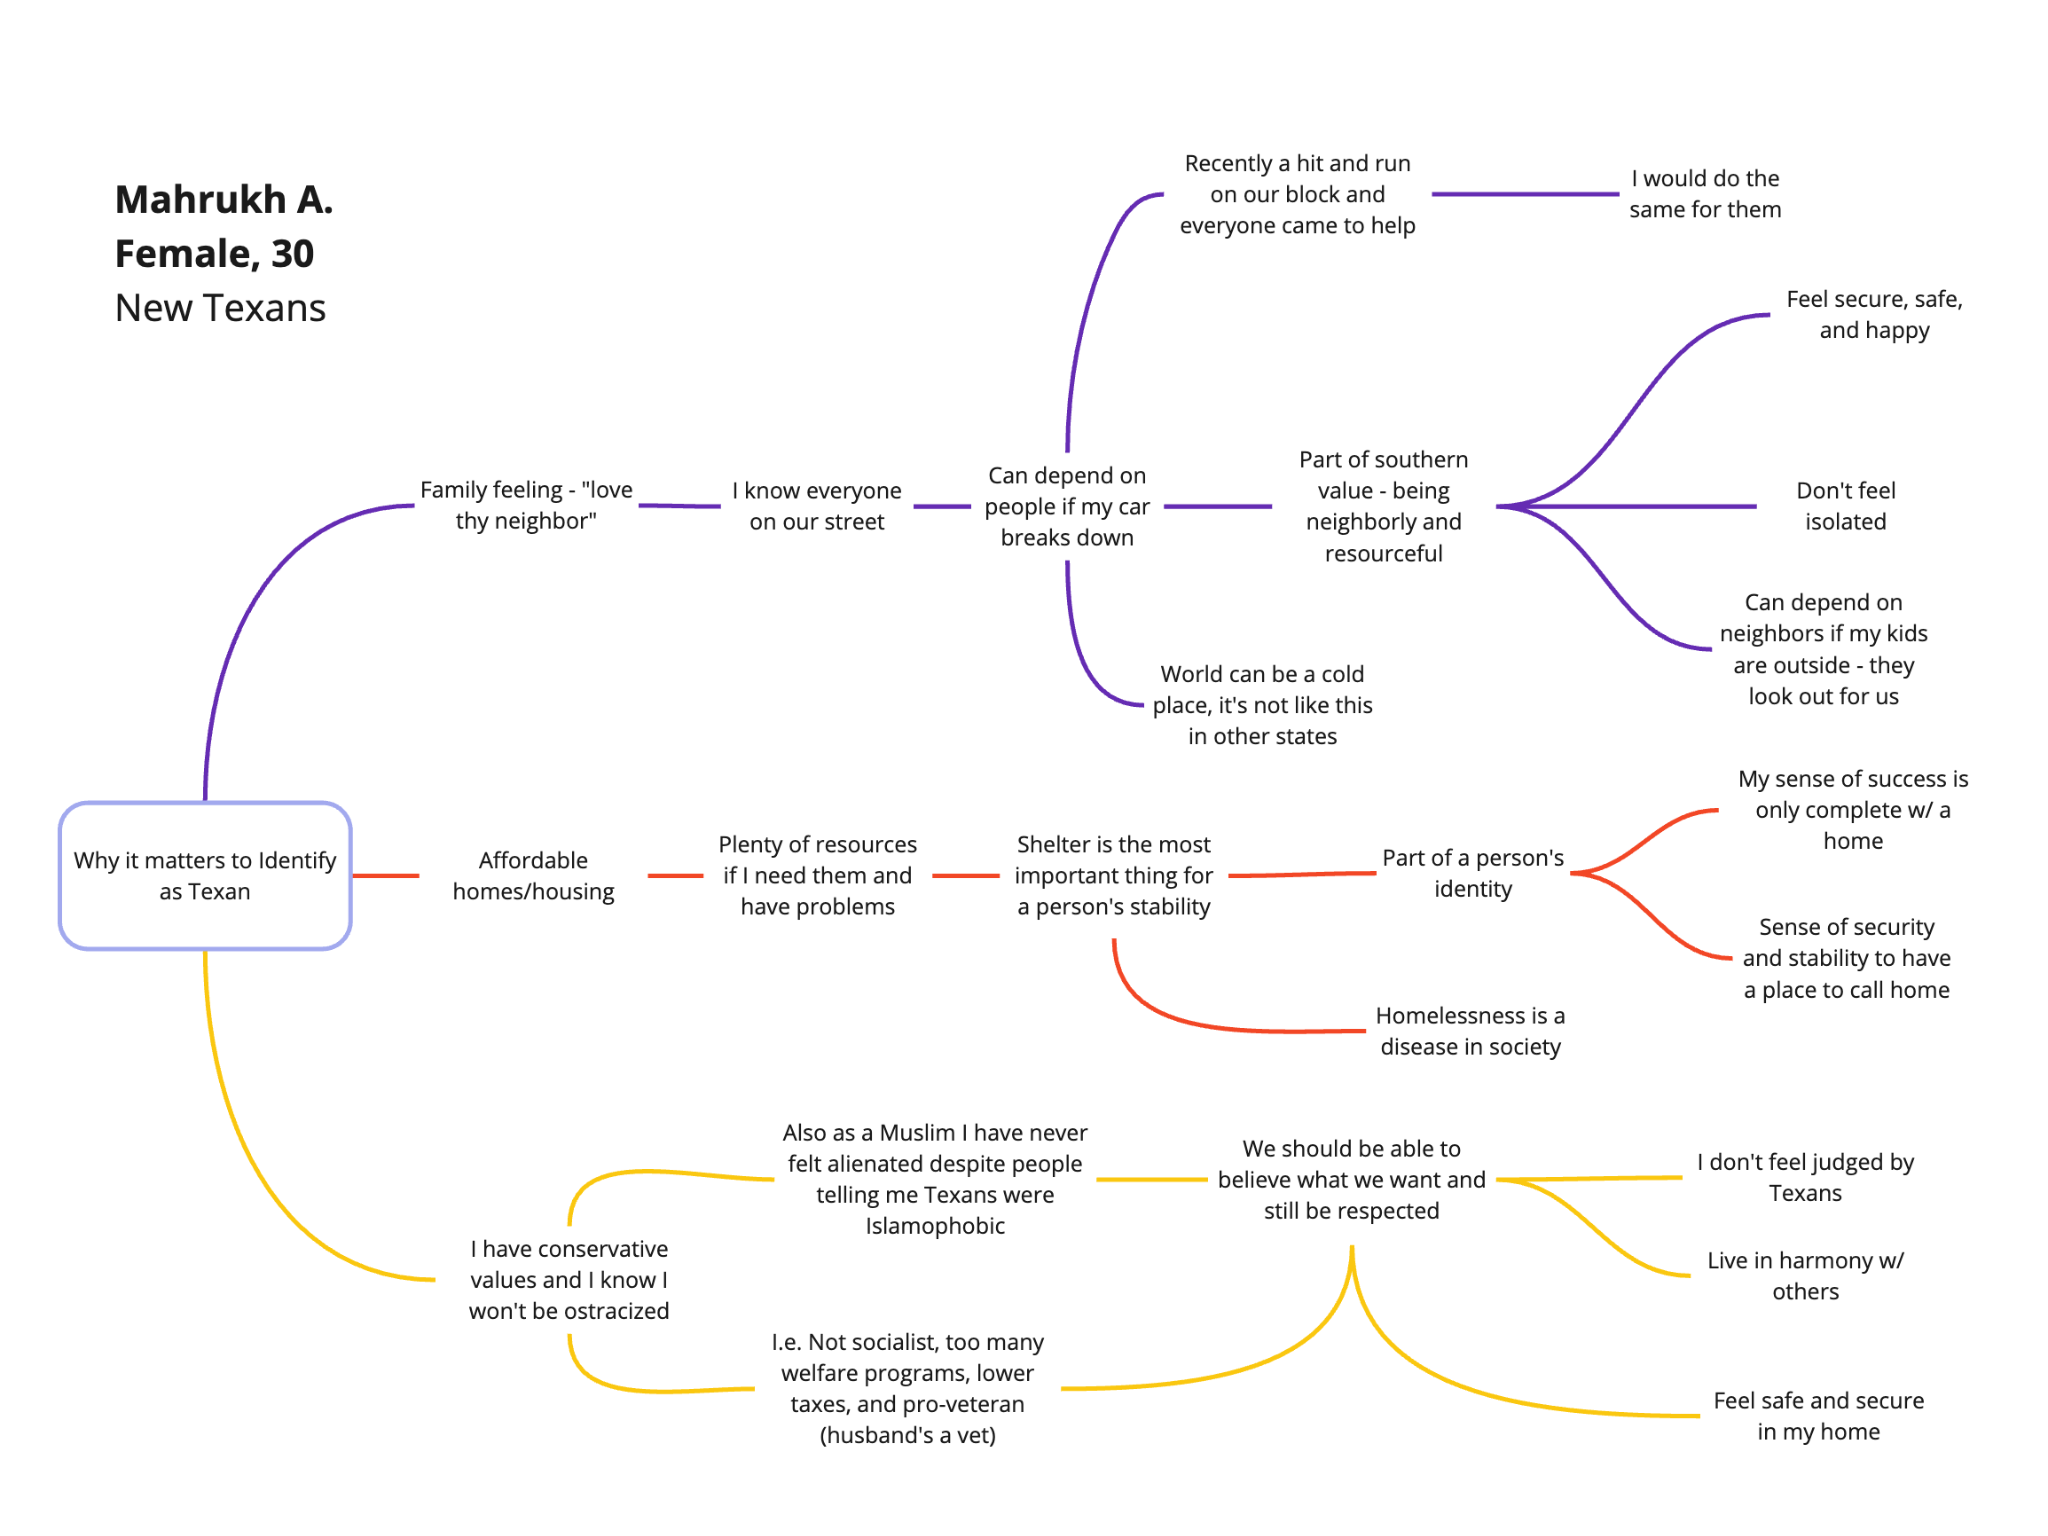 Mahrukh A.
Female, 30
New Texans
Recently a hit and run
on our block and
everyone came to help
I would do the
same for them
Feel secure, safe,
and happy
Family feeling - "love
thy neighbor"
I know everyone
on our street
Can depend on
people if my car
breaks down
Part of southern
value - being
neighborly and
resourceful
Don't feel
isolated
Can depend on
neighbors if my kids
are outside - they
look out for us
World can be a cold
place, it's not like this
in other states
Why it matters to Identify
as Texan
Affordable
homes/housing
Plenty of resources
if I need them and
have problems
Shelter is the most
important thing for
a person's stability
Part of a person's
identity
My sense of success is
only complete w/ a
home
Sense of security
and stability to have
a place to call home
Homelessness is a
disease in society
I have conservative
values and I know I
won't be ostracized
Also as a Muslim I have never
felt alienated despite people
telling me Texans were
Islamophobic
We should be able to
believe what we want and
still be respected
I don't feel judged by
Texans
Live in harmony w/
others
I.e. Not socialist, too many
welfare programs, lower
taxes, and pro-veteran
(husband's a vet)
Feel safe and secure
in my home